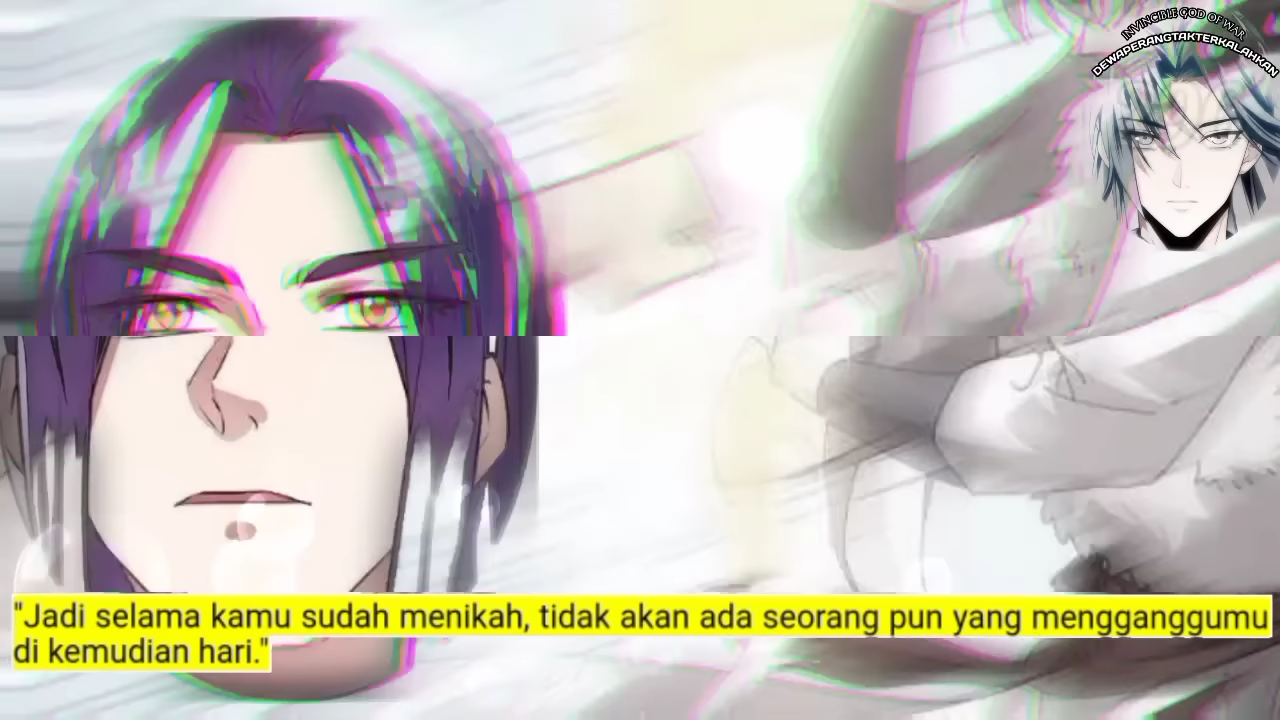 INVINCIBLE GOD OF WAR
DEWAPERANGTAKTERKALAHKAN
"Jadi selama kamu sudah menikah, tidak akan ada seorang pun yang mengganggumu
di kemudian hari."